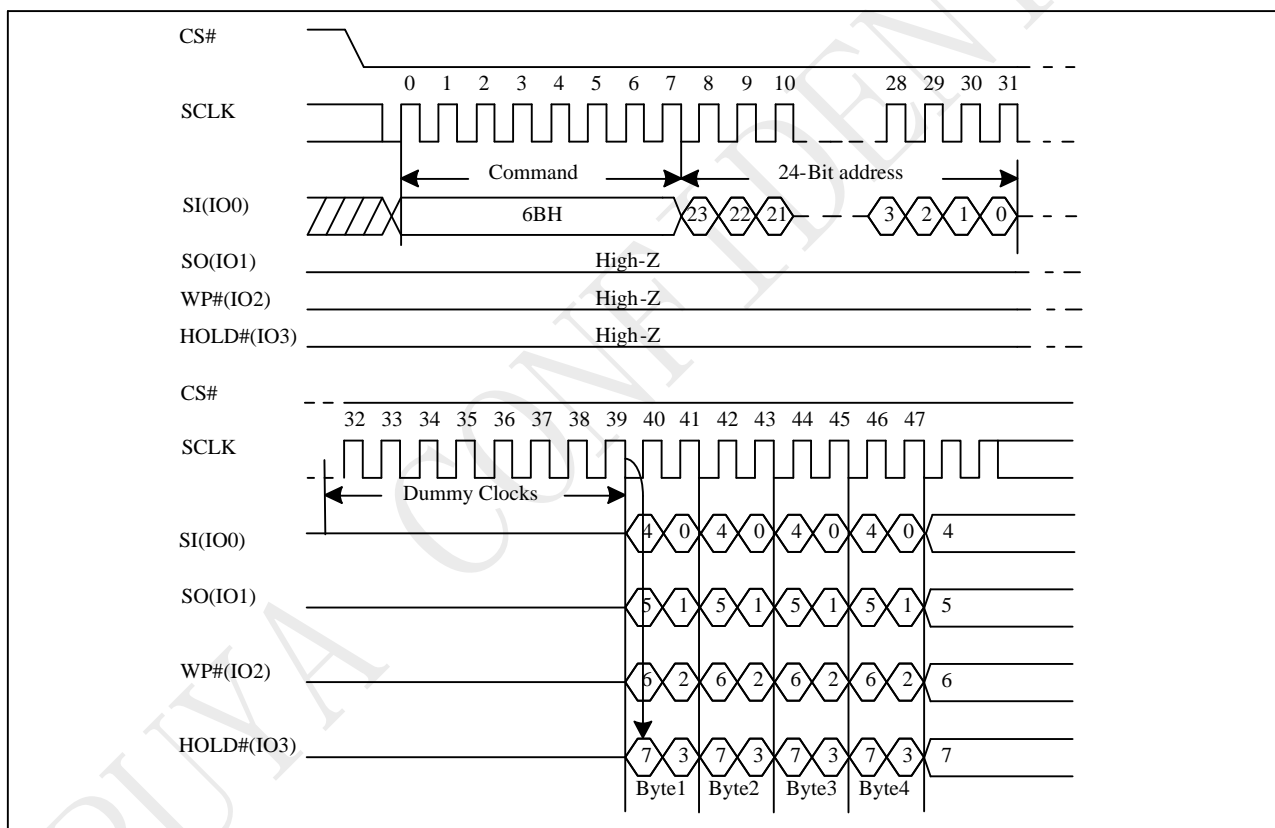 CS#
0 1 2 3 4 5 6 7 8 9 10 28 29 30 31
SCLK
Command 24-Bit address
SI(IO0) 6BH 23 22 21 3 2 1 0
SO(IO1) High-Z
WP#(IO2) High-Z
HOLD#(IO3) High-Z
CS#
32 33 34 35 36 37 38 39 40 41 42 43 44 45 46 47
SCLK
Dummy Clocks
SI(IO0) 4 0 4 0 4 0 4 0 4
SO(IO1) 5 1 5 1 5 1 5 1 5
WP#(IO2) 6 2 6 2 6 2 6 2 6
HOLD#(IO3) 7 3 7 3 7 3 7 3 7
Byte1 Byte2 Byte3 Byte4
PUYA CONFIDENT